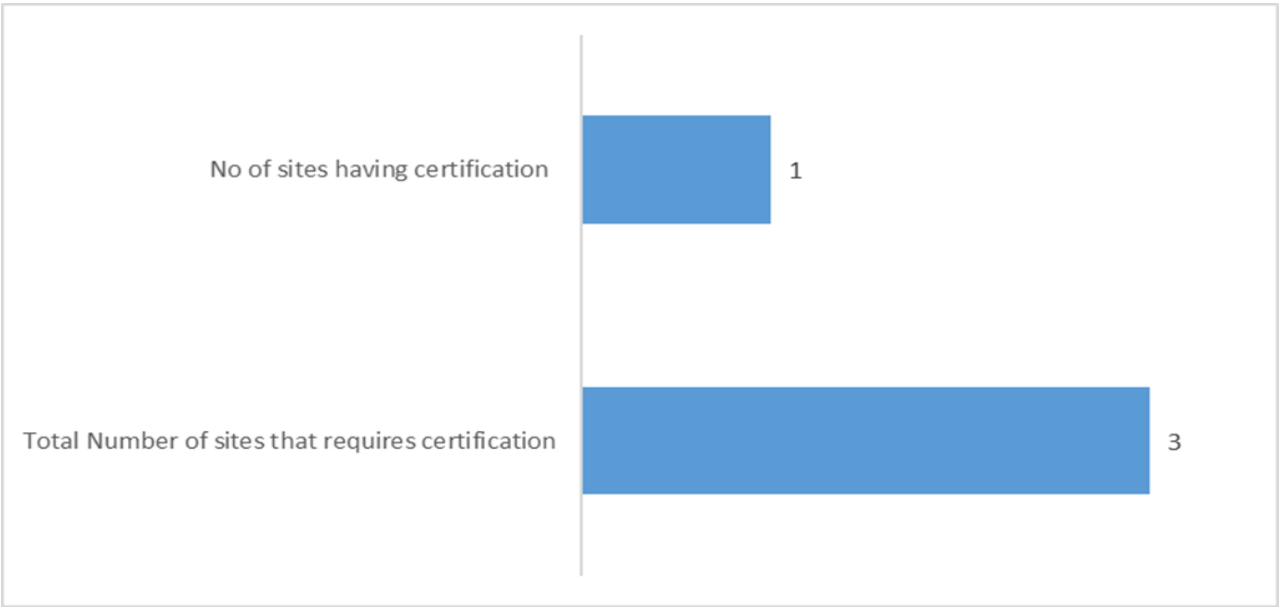 No of sites having certification
1
Total Number of sites that requires certification
3